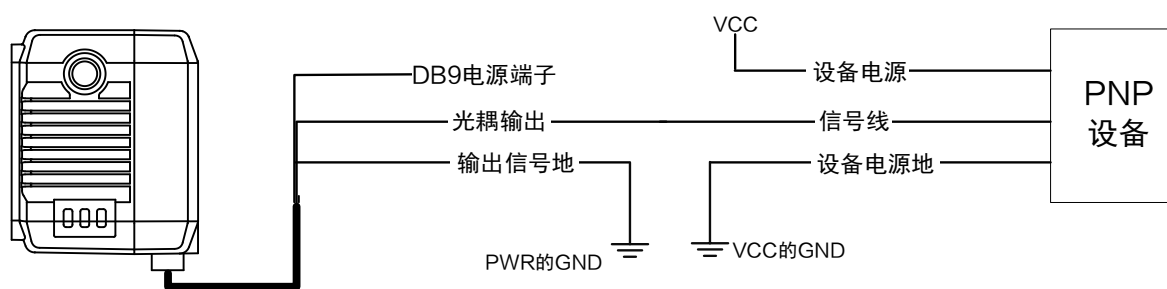 VCC
DB9电源端子
设备电源
光耦输出
信号线
输出信号地
设备电源地
PNP
设备
PWR的GND
VCC的GND